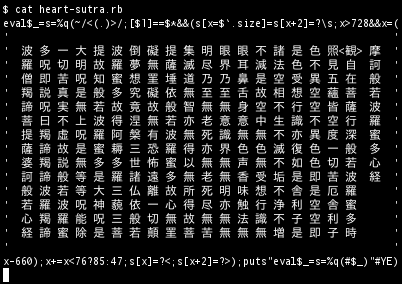 $ cat heart-sutra.rb
eval$_=s=%q(~/<(.)>/;[$1]==$*&&(s[x=$`.size]=s[x+2]=?\s;x>728&&x=(
' 波 多 一 大 提 波 倒 礙 提 集 明 眼 眼 不 諸 是 色 照<観> 摩 '
' 羅 呪 切 明 故 羅 夢 無 薩 滅 尽 界 耳 減 法 色 不 見 自 訶 '
' 僧 即 苦 呪 知 蜜 想 罣 埵 道 乃 乃 鼻 是 空 受 異 五 在 般 '
' 羯 説 真 是 般 多 究 礙 依 無 至 至 舌 故 相 想 空 蘊 菩 若 '
' 諦 呪 実 無 若 故 竟 故 般 智 無 無 身 空 不 行 空 皆 薩 波 '
' 菩 曰 不 上 波 得 涅 無 若 亦 老 意 意 中 生 識 不 空 行 羅 '
' 提 羯 虚 呪 羅 阿 槃 有 波 無 死 識 無 無 不 亦 異 度 深 蜜 '
' 薩 諦 故 是 蜜 耨 三 恐 羅 得 亦 界 色 色 滅 復 色 一 般 多 '
' 婆 羯 説 無 多 多 世 怖 蜜 以 無 無 声 無 不 如 色 切 若 心 '
' 訶 諦 般 等 是 羅 諸 遠 多 無 老 無 香 受 垢 是 即 苦 波 経 '
' 般 波 若 等 大 三 仏 離 故 所 死 明 味 想 不 舎 是 厄 羅 '
' 若 羅 波 呪 神 藐 依 一 心 得 尽 亦 触 行 浄 利 空 舎 蜜 '
' 心 羯 羅 能 呪 三 般 切 無 故 無 無 法 識 不 子 空 利 多 '
' 経 諦 蜜 除 是 菩 若 顛 罣 菩 苦 無 無 無 増 是 即 子 時 '
x-660);x+=x<76?85:47;s[x]=?<;s[x+2]=?>);puts"eval$_=s=%q(#$_)"#YE)